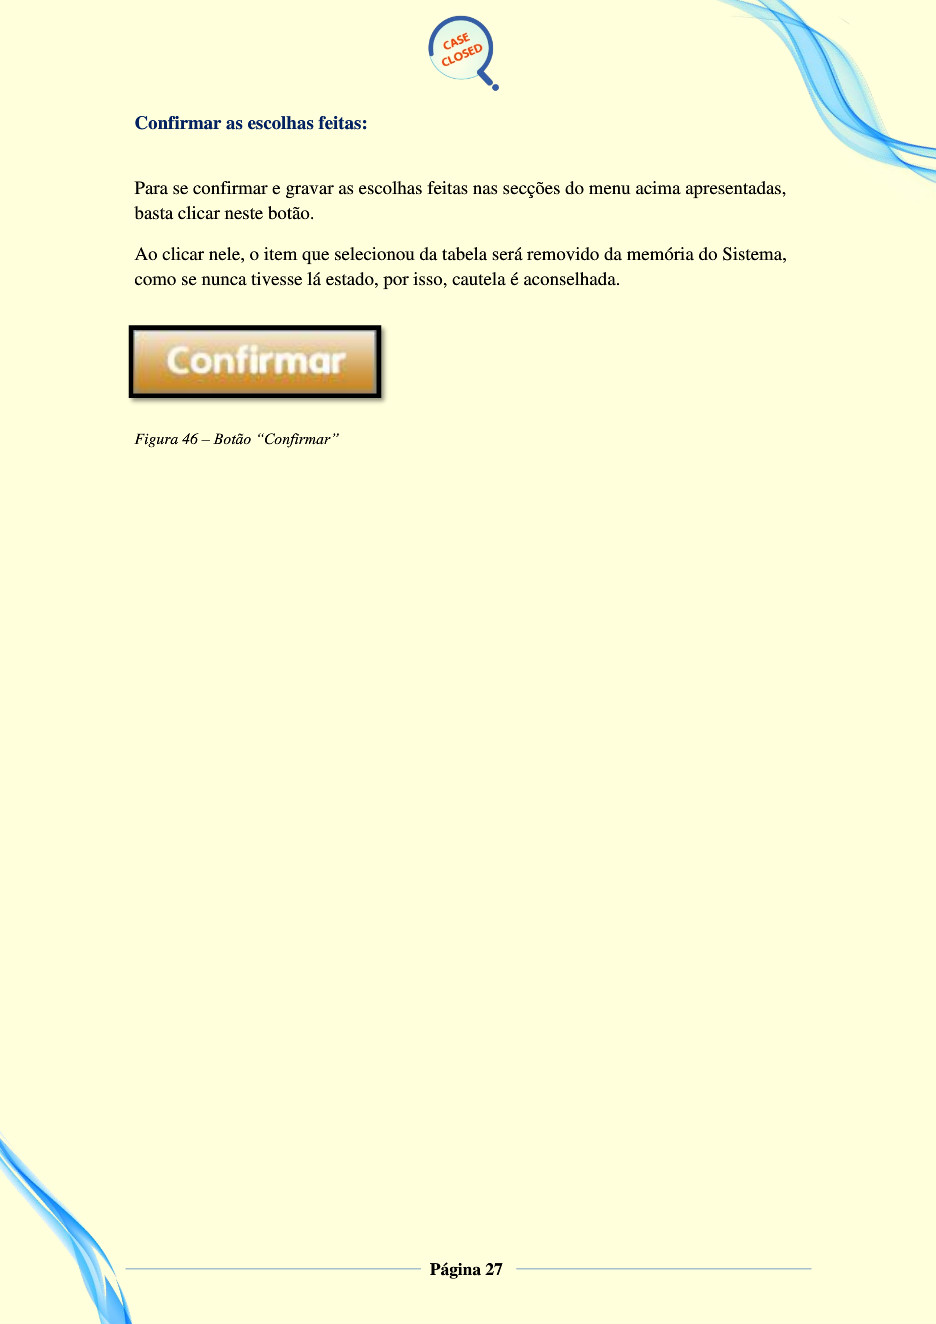 CASE
CLOSED
Confirmar as escolhas feitas:
Para se confirmar e gravar as escolhas feitas nas secções do menu acima apresentadas,
basta clicar neste botão.
Ao clicar nele, o item que selecionou da tabela será removido da memória do Sistema,
como se nunca tivesse lá estado, por isso, cautela é aconselhada.
Confirmar
Figura 46 – Botão “Confirmar”
Página 27